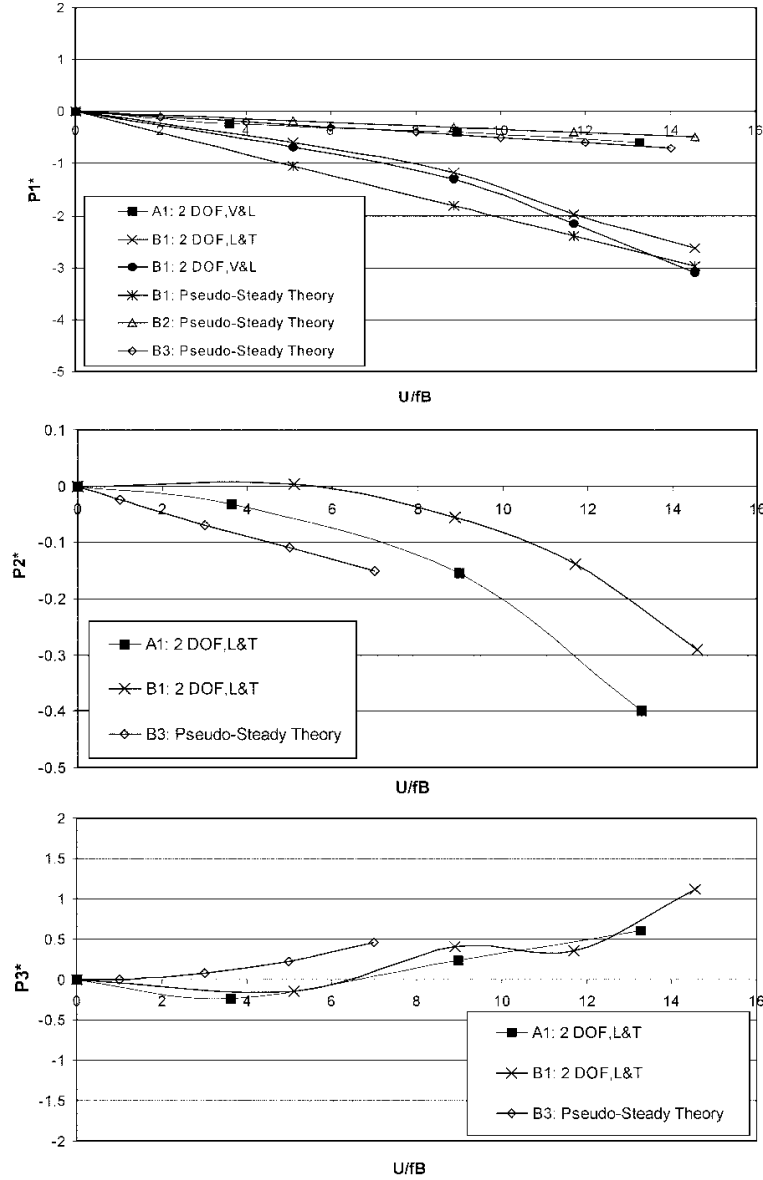 2
1
0
0 2 4 6 8 10 12 14 16
-1
-2
-3
-4
-5
P1*
A1: 2 DOF,V&L
B1: 2 DOF,L&T
B1: 2 DOF,V&L
B1: Pseudo-Steady Theory
B2: Pseudo-Steady Theory
B3: Pseudo-Steady Theory
U/fB
0.1
0
0 2 4 6 8 10 12 14 16
-0.1
-0.2
-0.3
-0.4
-0.5
P2*
A1: 2 DOF,L&T
B1: 2 DOF,L&T
B3: Pseudo-Steady Theory
U/fB
2
1.5
1
0.5
0
0 2 4 6 8 10 12 14 16
-0.5
-1
-1.5
-2
P3*
A1: 2 DOF,L&T
B1: 2 DOF,L&T
B3: Pseudo-Steady Theory
U/fB